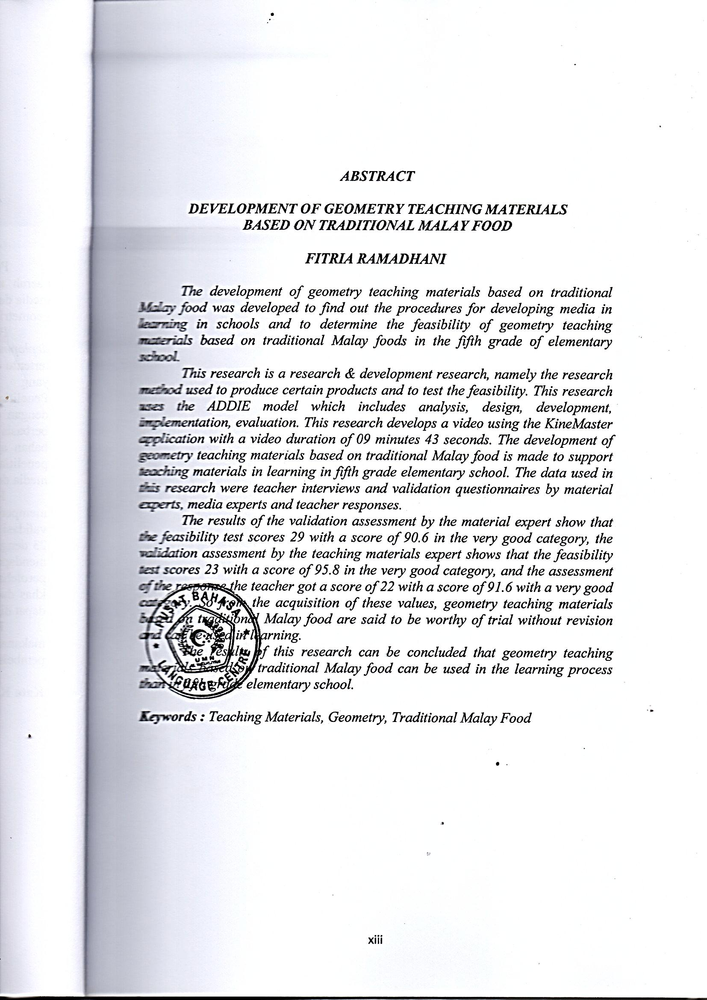 ABSTRACT
DEVELOPMENT OF GEOMETRY TEACHING MATERIALS
BASED ON TRADITIONAL MALAY FOOD
FITRIA RAMADHANI
The development of geometry teaching materials based on traditional
Malay food was developed to find out the procedures for developing media in
learning in schools and to determine the feasibility of geometry teaching
materials based on traditional Malay foods in the fifth grade of elementary
school.
This research is a research & development research, namely the research
method used to produce certain products and to test the feasibility. This research
uses the ADDIE model which includes analysis, design, development,
implementation, evaluation. This research develops a video using the KineMaster
application with a video duration of 09 minutes 43 seconds. The development of
geometry teaching materials based on traditional Malay food is made to support
teaching materials in learning in fifth grade elementary school. The data used in
this research were teacher interviews and validation questionnaires by material
experts, media experts and teacher responses.
The results of the validation assessment by the material expert show that
the feasibility test scores 29 with a score of 90.6 in the very good category, the
validation assessment by the teaching materials expert shows that the feasibility
test scores 23 with a score of 95.8 in the very good category, and the assessment
of the response the teacher got a score of 22 with a score of 91.6 with a very good
category. So from the acquisition of these values, geometry teaching materials
based on traditional Malay food are said to be worthy of trial without revision
and can be used in learning.
The results of this research can be concluded that geometry teaching
materials based on traditional Malay food can be used in the learning process
than in fifth grade elementary school.
PUSAT BAHASA
UMN
LANGUAGE CENTRE
Keywords : Teaching Materials, Geometry, Traditional Malay Food
xiii